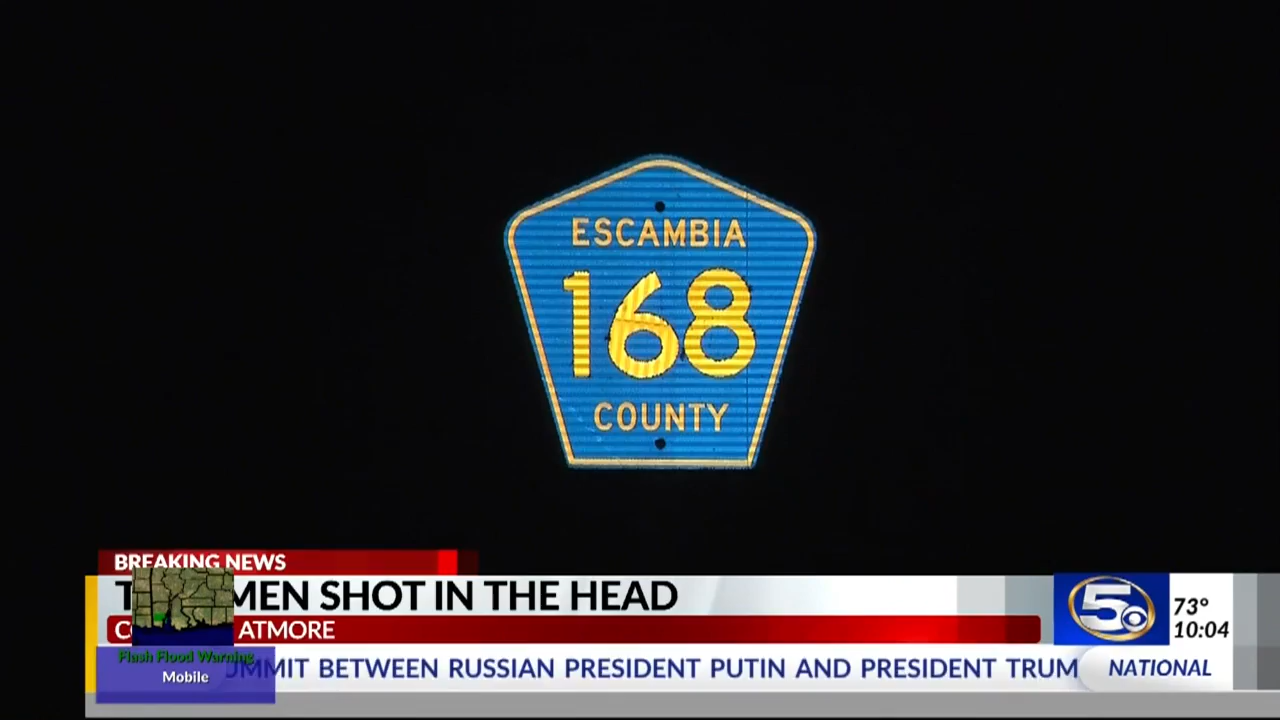 ESCAMBIA
168
COUNTY
BREAKING NEWS
MEN SHOT IN THE HEAD
ATMORE
BETWEEN RUSSIAN PRESIDENT PUTIN AND PRESIDENT TRUM
NATIONAL
5
73°
10:04
Flash Flood Warning
Mobile